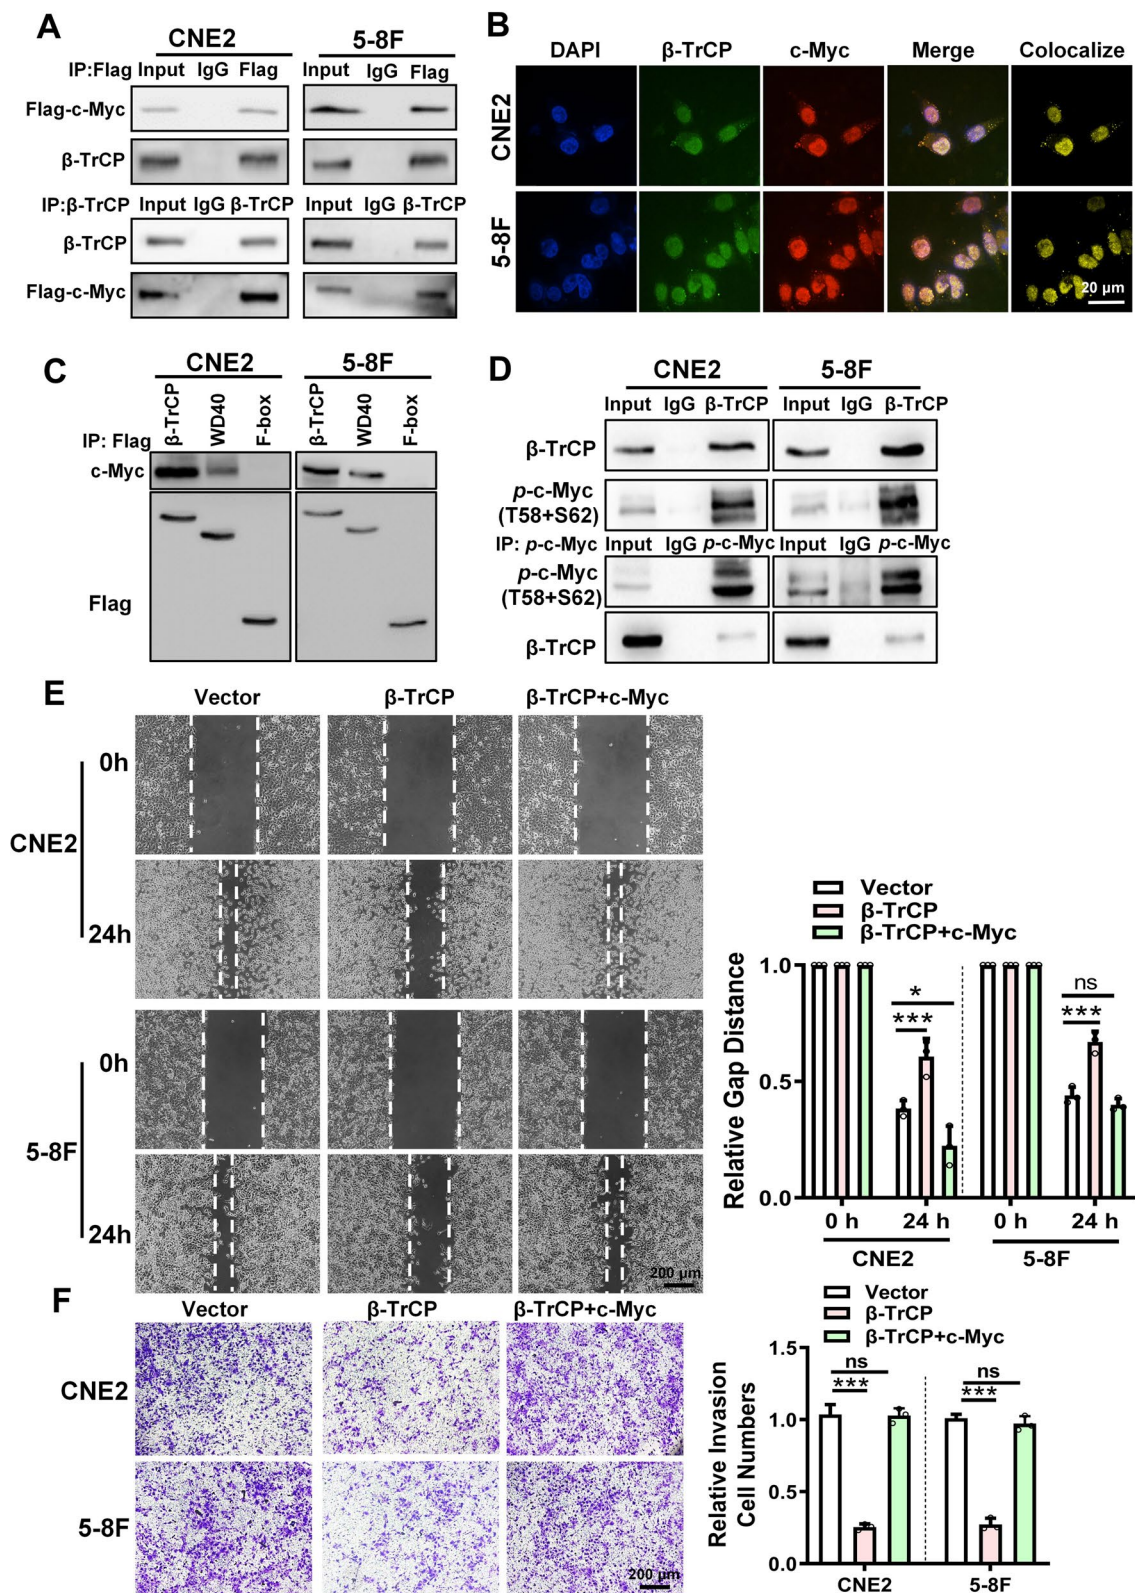 A
CNE2 5-8F
IP:Flag Input IgG Flag Input IgG Flag
Flag-c-Myc
β-TrCP
IP:β-TrCP Input IgG β-TrCP Input IgG β-TrCP
β-TrCP
Flag-c-Myc
B
DAPI β-TrCP c-Myc Merge Colocalize
CNE2
5-8F
20 μm
C
CNE2 5-8F
β-TrCP WD40 F-box β-TrCP WD40 F-box
IP: Flag
c-Myc
Flag
D
CNE2 5-8F
Input IgG β-TrCP Input IgG β-TrCP
β-TrCP
p-c-Myc
(T58+S62)
IP: p-c-Myc Input IgG p-c-Myc Input IgG p-c-Myc
p-c-Myc
(T58+S62)
β-TrCP
E
Vector β-TrCP β-TrCP+c-Myc
0h
CNE2
24h
0h
5-8F
24h
200 μm
Vector
β-TrCP
β-TrCP+c-Myc
Relative Gap Distance
1.0
0.5
0.0
*
***
ns
***
0 h 24 h 0 h 24 h
CNE2 5-8F
F
Vector β-TrCP β-TrCP+c-Myc
CNE2
5-8F
200 μm
Vector
β-TrCP
β-TrCP+c-Myc
Relative Invasion
Cell Numbers
1.5
1.0
0.5
0.0
ns
***
ns
***
CNE2 5-8F